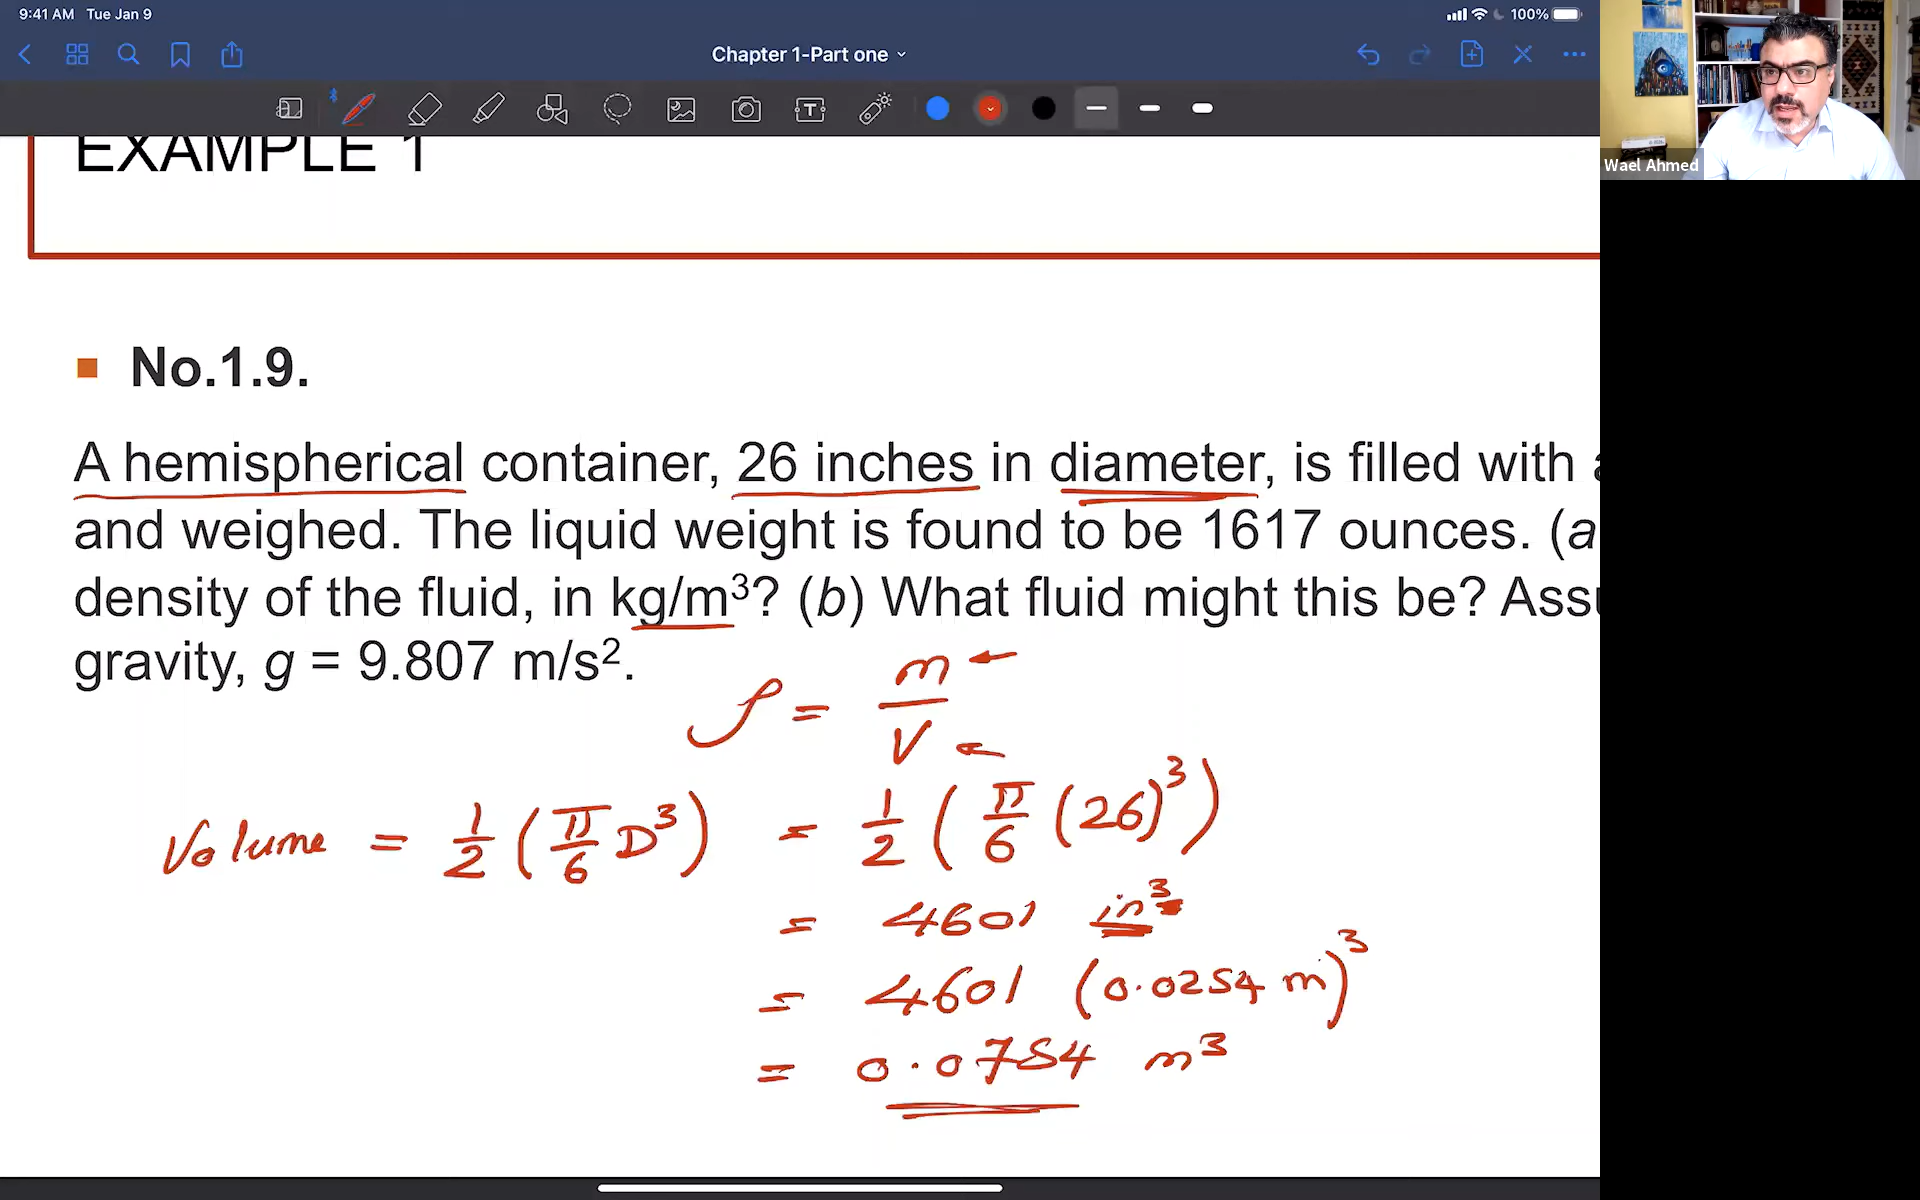 9:41 AM Tue Jan 9
100%
Chapter 1-Part one
Wael Ahmed
EXAMPLE 1
No.1.9.
A hemispherical container, 26 inches in diameter, is filled with
and weighed. The liquid weight is found to be 1617 ounces. (a
density of the fluid, in kg/m³? (b) What fluid might this be?
gravity, g = 9.807 m/s².
ρ = m/V
Volume = 1/2 (π/6 D³) = 1/2 (π/6 (26)³)
= 4601 in³
= 4601 (0.0254 m)³
= 0.0754 m³